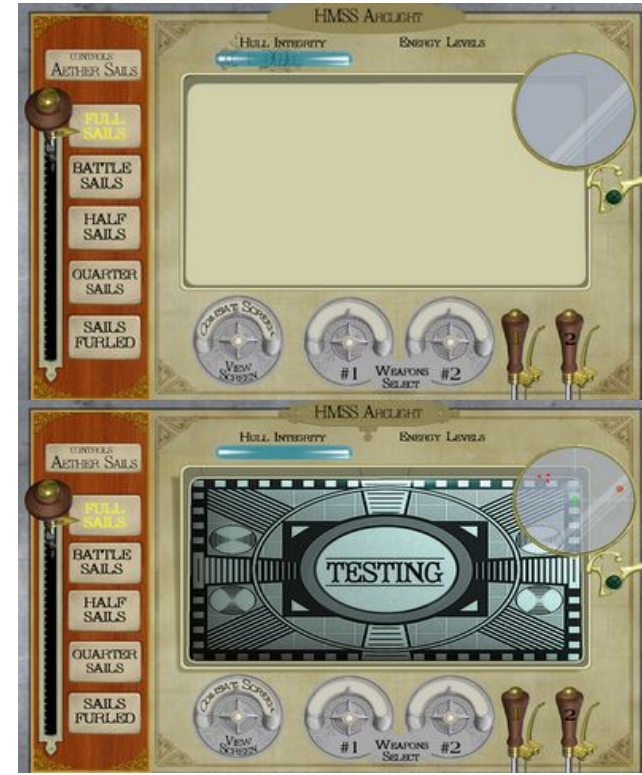 HMSS Arclight
Hull Integrity
Energy Levels
CONTROLS
Aether Sails
FULL
SAILS
BATTLE
SAILS
HALF
SAILS
QUARTER
SAILS
SAILS
FURLED
Combat Screen
View
Screen
#1
Weapons
Select
#2
1
2
HMSS Arclight
Hull Integrity
Energy Levels
CONTROLS
Aether Sails
FULL
SAILS
BATTLE
SAILS
HALF
SAILS
QUARTER
SAILS
SAILS
FURLED
TESTING
Combat Screen
View
Screen
#1
Weapons
Select
#2
1
2